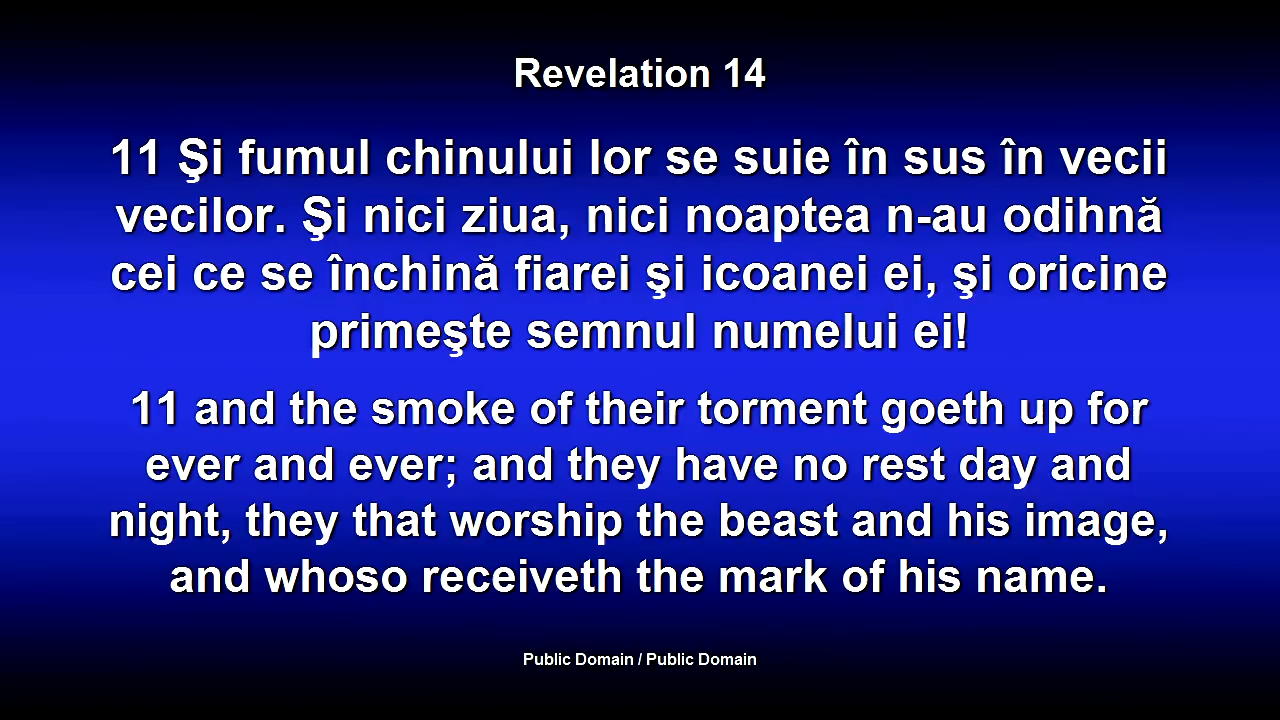 Revelation 14
11 Şi fumul chinului lor se suie în sus în vecii
vecilor. Şi nici ziua, nici noaptea n-au odihnă
cei ce se închină fiarei şi icoanei ei, şi oricine
primeşte semnul numelui ei!
11 and the smoke of their torment goeth up for
ever and ever; and they have no rest day and
night, they that worship the beast and his image,
and whoso receiveth the mark of his name.
Public Domain / Public Domain